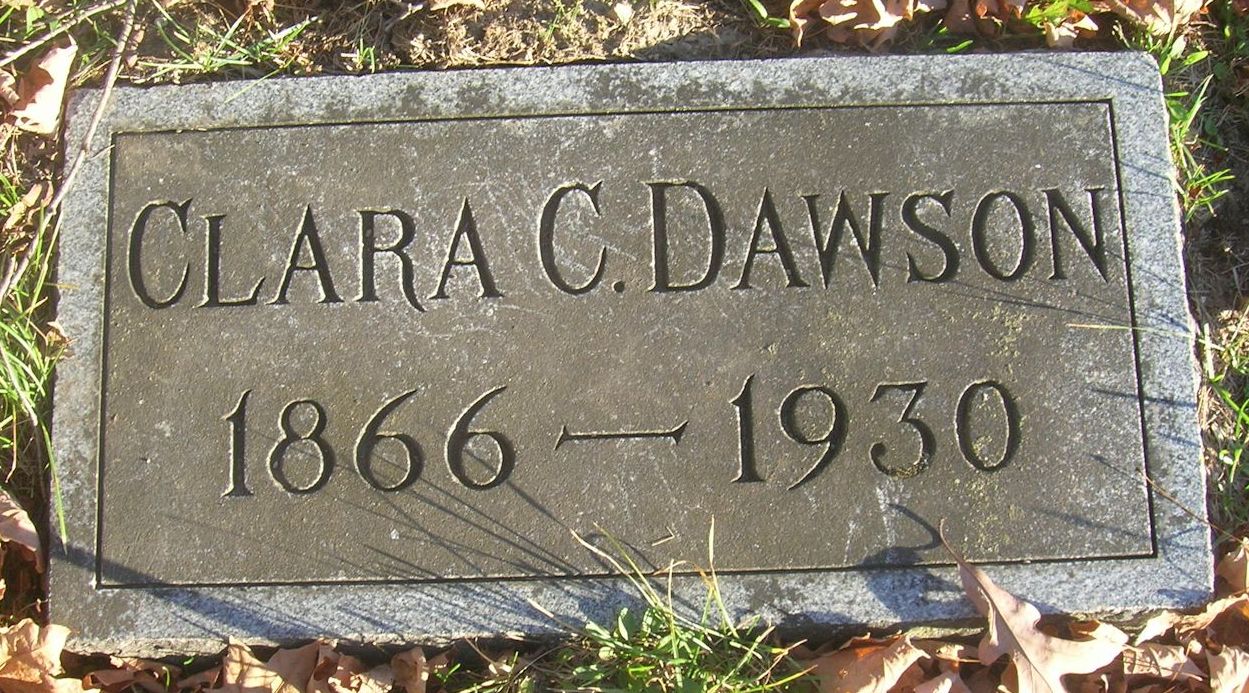 CLARA C. DAWSON
1866 — 1930